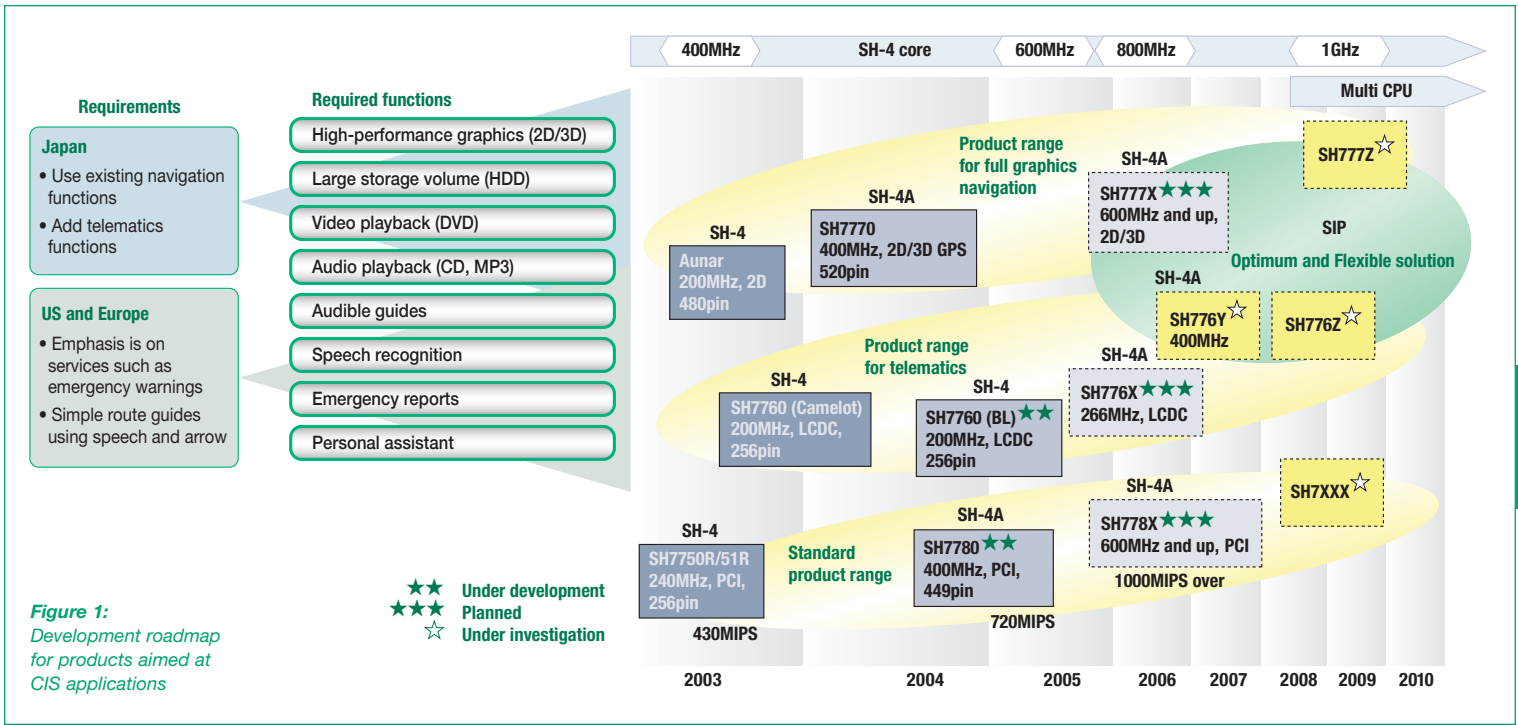 400MHz
SH-4 core
600MHz
800MHz
1GHz
Multi CPU
Requirements
Japan
• Use existing navigation
functions
• Add telematics
functions
US and Europe
• Emphasis is on
services such as
emergency warnings
• Simple route guides
using speech and arrow
Required functions
High-performance graphics (2D/3D)
Large storage volume (HDD)
Video playback (DVD)
Audio playback (CD, MP3)
Audible guides
Speech recognition
Emergency reports
Personal assistant
Product range
for full graphics
navigation
SH-4
Aunar
200MHz, 2D
480pin
SH-4A
SH7770
400MHz, 2D/3D GPS
520pin
SH-4A
SH777X★★★
600MHz and up,
2D/3D
SH777Z☆
SIP
Optimum and Flexible solution
Product range
for telematics
SH-4
SH7760 (Camelot)
200MHz, LCDC,
256pin
SH-4
SH7760 (BL)★★
200MHz, LCDC
256pin
SH-4A
SH776X★★★
266MHz, LCDC
SH-4A
SH776Y☆
400MHz
SH776Z☆
Standard
product range
SH-4
SH7750R/51R
240MHz, PCI,
256pin
430MIPS
SH-4A
SH7780★★
400MHz, PCI,
449pin
720MIPS
SH-4A
SH778X★★★
600MHz and up, PCI
1000MIPS over
SH7XXX☆
★★ Under development
★★★ Planned
☆ Under investigation
Figure 1:
Development roadmap
for products aimed at
CIS applications
2003
2004
2005
2006
2007
2008
2009
2010